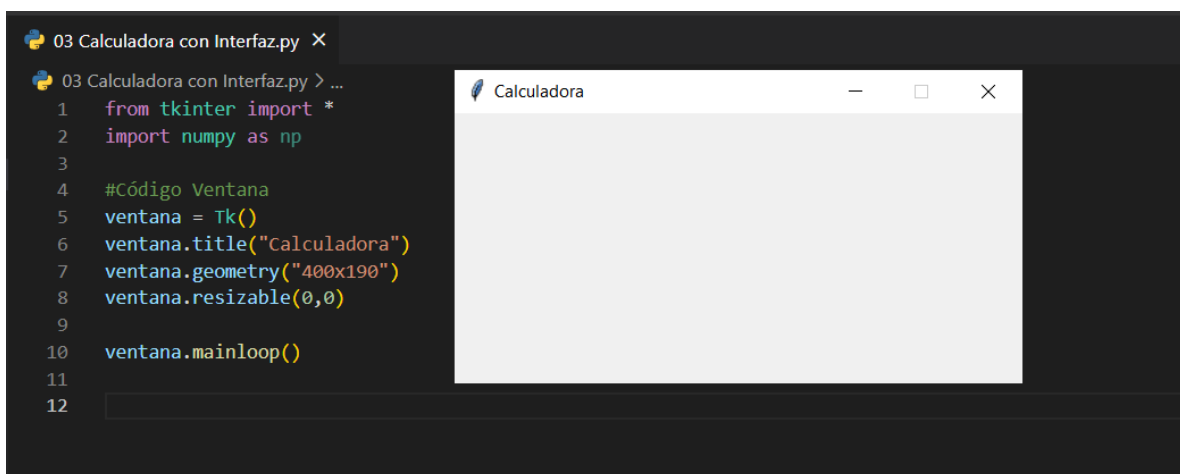 03 Calculadora con Interfaz.py
03 Calculadora con Interfaz.py > ...
1 from tkinter import *
2 import numpy as np
3
4 #Código Ventana
5 ventana = Tk()
6 ventana.title("Calculadora")
7 ventana.geometry("400x190")
8 ventana.resizable(0,0)
9
10 ventana.mainloop()
11
12
Calculadora